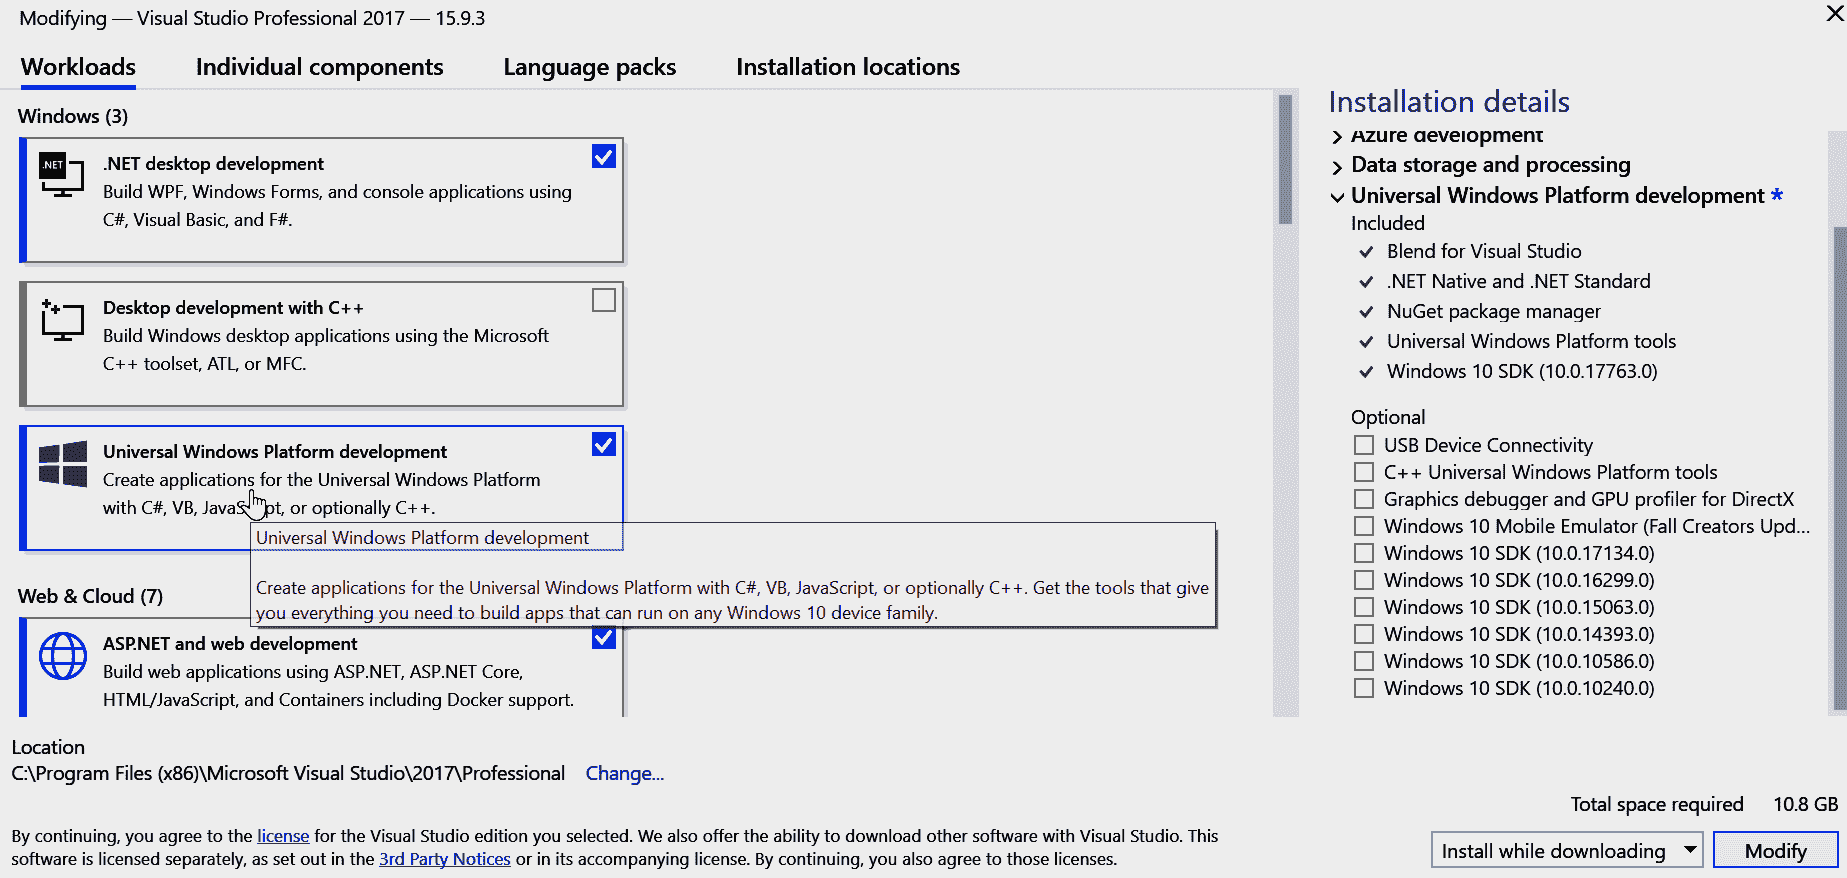 Modifying — Visual Studio Professional 2017 — 15.9.3
Workloads
Individual components
Language packs
Installation locations
Windows (3)
.NET
.NET desktop development
Build WPF, Windows Forms, and console applications using
C#, Visual Basic, and F#.
Desktop development with C++
Build Windows desktop applications using the Microsoft
C++ toolset, ATL, or MFC.
Universal Windows Platform development
Create applications for the Universal Windows Platform
with C#, VB, JavaScript, or optionally C++.
Universal Windows Platform development
Create applications for the Universal Windows Platform with C#, VB, JavaScript, or optionally C++. Get the tools that give
you everything you need to build apps that can run on any Windows 10 device family.
Web & Cloud (7)
ASP.NET and web development
Build web applications using ASP.NET, ASP.NET Core,
HTML/JavaScript, and Containers including Docker support.
Installation details
Azure development
Data storage and processing
Universal Windows Platform development *
Included
Blend for Visual Studio
.NET Native and .NET Standard
NuGet package manager
Universal Windows Platform tools
Windows 10 SDK (10.0.17763.0)
Optional
USB Device Connectivity
C++ Universal Windows Platform tools
Graphics debugger and GPU profiler for DirectX
Windows 10 Mobile Emulator (Fall Creators Upd...
Windows 10 SDK (10.0.17134.0)
Windows 10 SDK (10.0.16299.0)
Windows 10 SDK (10.0.15063.0)
Windows 10 SDK (10.0.14393.0)
Windows 10 SDK (10.0.10586.0)
Windows 10 SDK (10.0.10240.0)
Location
C:\Program Files (x86)\Microsoft Visual Studio\2017\Professional Change...
Total space required 10.8 GB
By continuing, you agree to the license for the Visual Studio edition you selected. We also offer the ability to download other software with Visual Studio. This
software is licensed separately, as set out in the 3rd Party Notices or in its accompanying license. By continuing, you also agree to those licenses.
Install while downloading
Modify